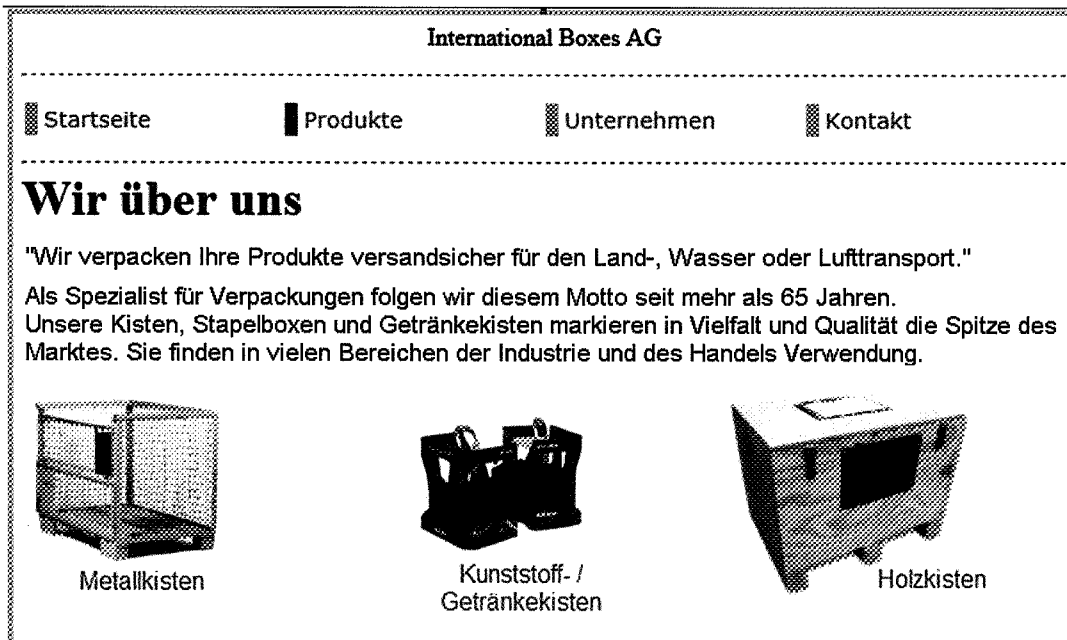 International Boxes AG
Startseite Produkte Unternehmen Kontakt
Wir über uns
"Wir verpacken Ihre Produkte versandsicher für den Land-, Wasser oder Lufttransport."
Als Spezialist für Verpackungen folgen wir diesem Motto seit mehr als 65 Jahren.
Unsere Kisten, Stapelboxen und Getränkekisten markieren in Vielfalt und Qualität die Spitze des
Marktes. Sie finden in vielen Bereichen der Industrie und des Handels Verwendung.
Metallkisten
Kunststoff- /
Getränkekisten
Holzkisten